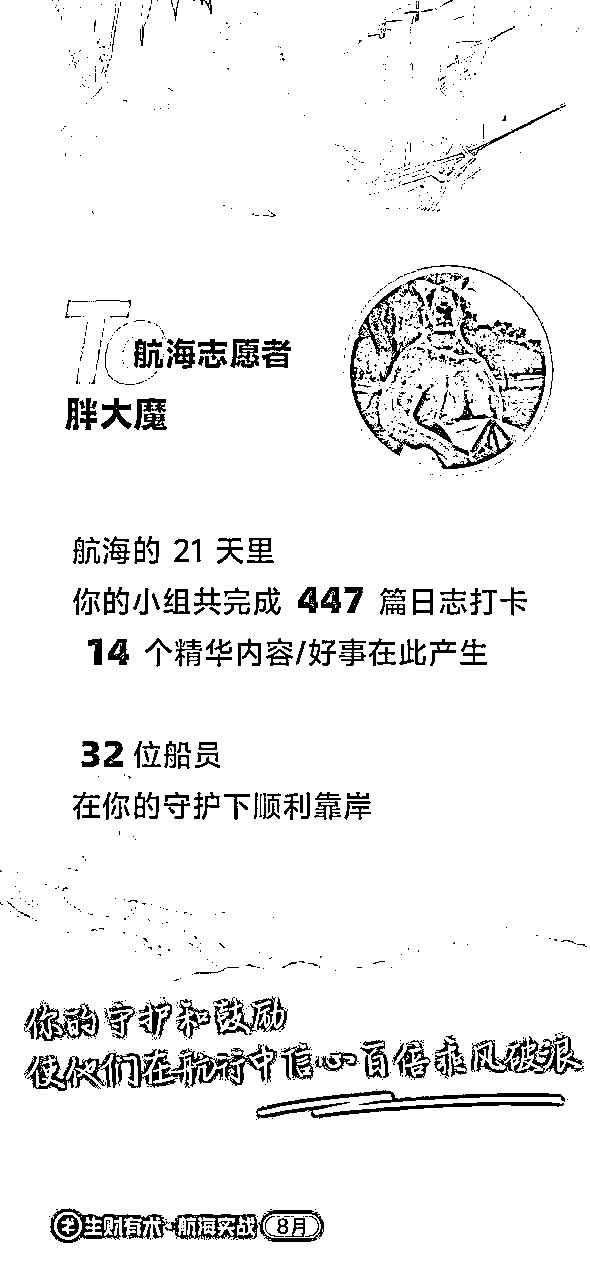 To 航海志愿者
胖大魔
航海的 21 天里
你的小组共完成 447 篇日志打卡
14 个精华内容/好事在此产生
32 位船员
在你的守护下顺利靠岸
你的守护和鼓励
使他们在航行中信心百倍乘风破浪
生财有术·航海实战 8月